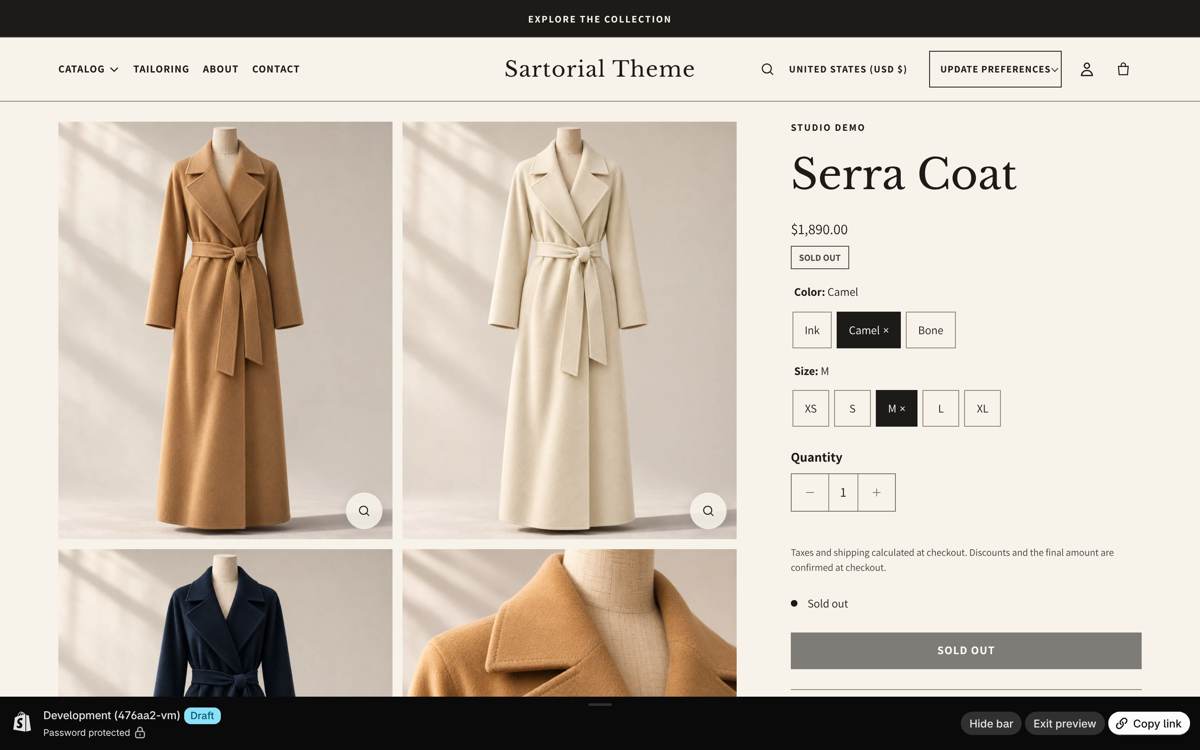 EXPLORE THE COLLECTION
CATALOG
TAILORING
ABOUT
CONTACT
Sartorial Theme
UNITED STATES (USD $)
UPDATE PREFERENCES
STUDIO DEMO
Serra Coat
$1,890.00
SOLD OUT
Color: Camel
Ink
Camel ×
Bone
Size: M
XS
S
M ×
L
XL
Quantity
− 1 +
Taxes and shipping calculated at checkout. Discounts and the final amount are
confirmed at checkout.
Sold out
SOLD OUT
Development (476aa2-vm) Draft
Password protected
Hide bar
Exit preview
Copy link